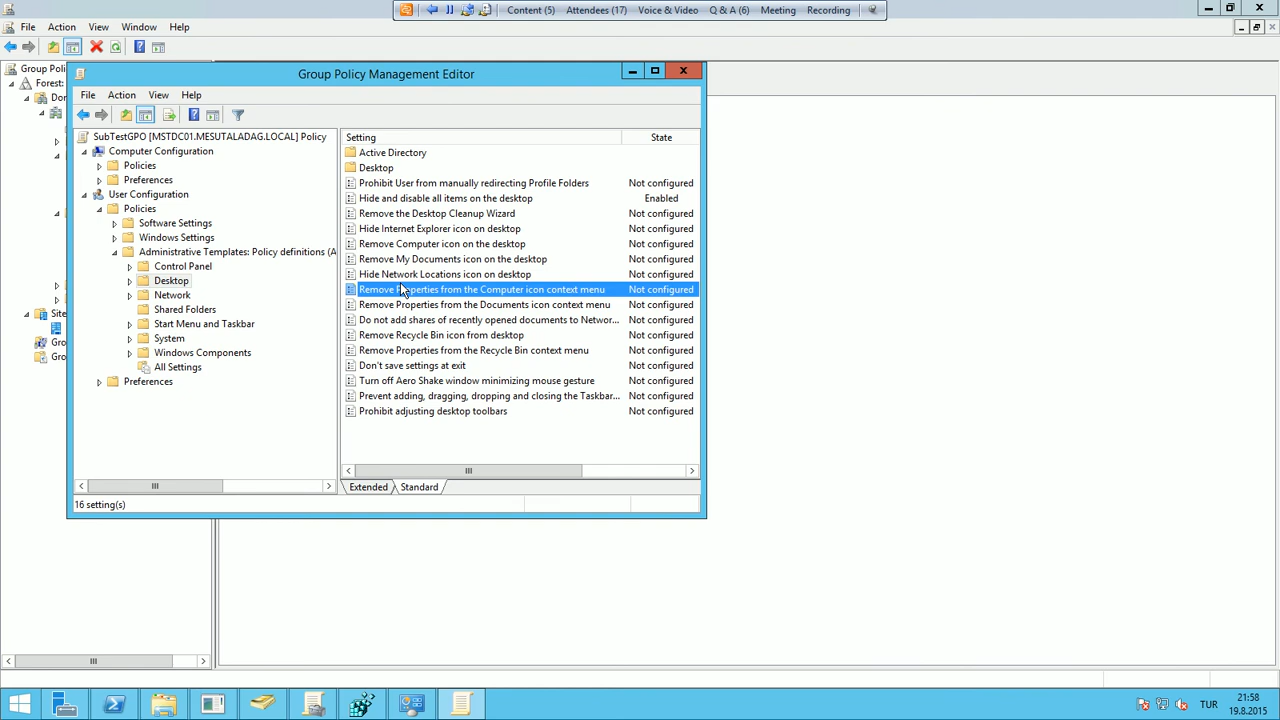 Content (5) Attendees (17) Voice & Video Q & A (6) Meeting Recording
File Action View Window Help
Group Poli
Forest:
Dor
Site
Gro
Gro
Group Policy Management Editor
File Action View Help
SubTestGPO [MSTDC01.MESUTALADAG.LOCAL] Policy
Computer Configuration
Policies
Preferences
User Configuration
Policies
Software Settings
Windows Settings
Administrative Templates: Policy definitions (A
Control Panel
Desktop
Network
Shared Folders
Start Menu and Taskbar
System
Windows Components
All Settings
Preferences
Setting State
Active Directory
Desktop
Prohibit User from manually redirecting Profile Folders Not configured
Hide and disable all items on the desktop Enabled
Remove the Desktop Cleanup Wizard Not configured
Hide Internet Explorer icon on desktop Not configured
Remove Computer icon on the desktop Not configured
Remove My Documents icon on the desktop Not configured
Hide Network Locations icon on desktop Not configured
Remove Properties from the Computer icon context menu Not configured
Remove Properties from the Documents icon context menu Not configured
Do not add shares of recently opened documents to Networ... Not configured
Remove Recycle Bin icon from desktop Not configured
Remove Properties from the Recycle Bin context menu Not configured
Don't save settings at exit Not configured
Turn off Aero Shake window minimizing mouse gesture Not configured
Prevent adding, dragging, dropping and closing the Taskbar... Not configured
Prohibit adjusting desktop toolbars Not configured
Extended Standard
16 setting(s)
TUR
21:58
19.8.2015